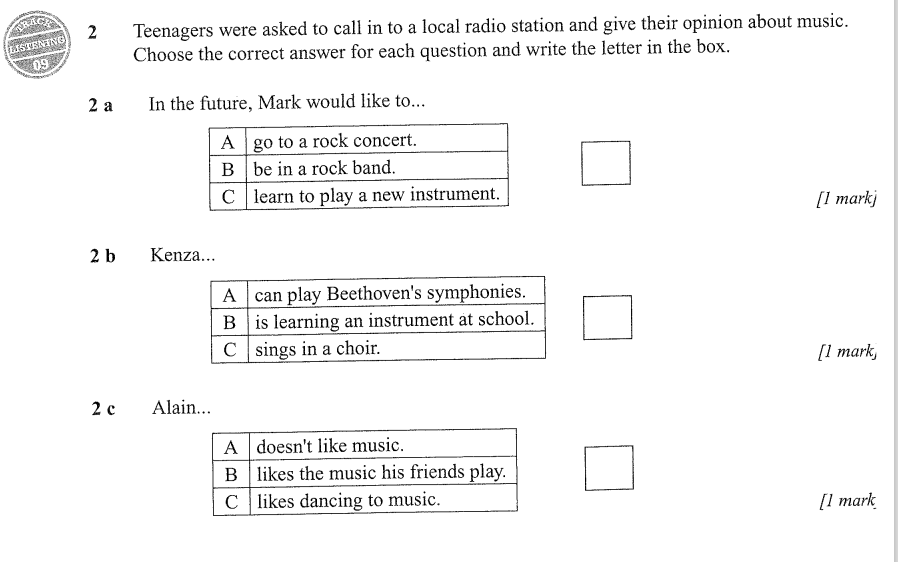 TRACK
LISTENING
09
2 Teenagers were asked to call in to a local radio station and give their opinion about music.
Choose the correct answer for each question and write the letter in the box.
2 a In the future, Mark would like to...
A go to a rock concert.
B be in a rock band.
C learn to play a new instrument.
[1 mark]
2 b Kenza...
A can play Beethoven's symphonies.
B is learning an instrument at school.
C sings in a choir.
[1 mark
2 c Alain...
A doesn't like music.
B likes the music his friends play.
C likes dancing to music.
[1 mark